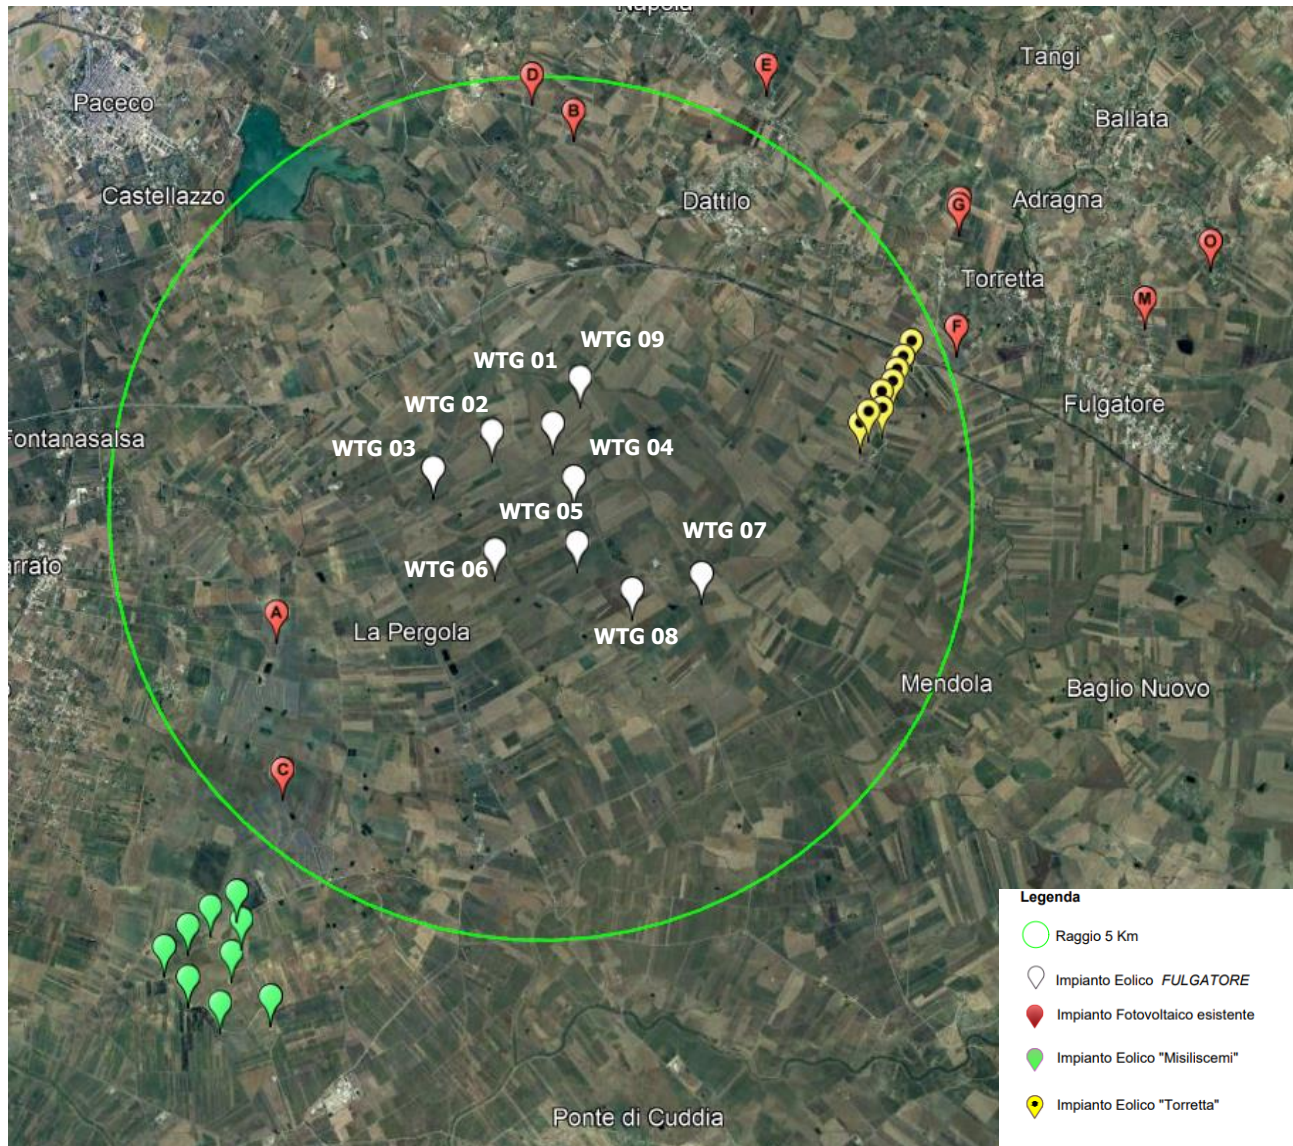 Napola
Tangi
D
E
Paceco
B
Ballata
Castellazzo
Dattilo
G
Adragna
O
Torretta
M
F
WTG 09
WTG 01
WTG 02
Fulgatore
Fontanasalsa
WTG 03
WTG 04
WTG 05
WTG 07
arrato
WTG 06
A
La Pergola
WTG 08
Mendola
Baglio Nuovo
C
Legenda
Raggio 5 Km
Impianto Eolico FULGATORE
Impianto Fotovoltaico esistente
Impianto Eolico "Misiliscemi"
Impianto Eolico "Torretta"
Ponte di Cuddia